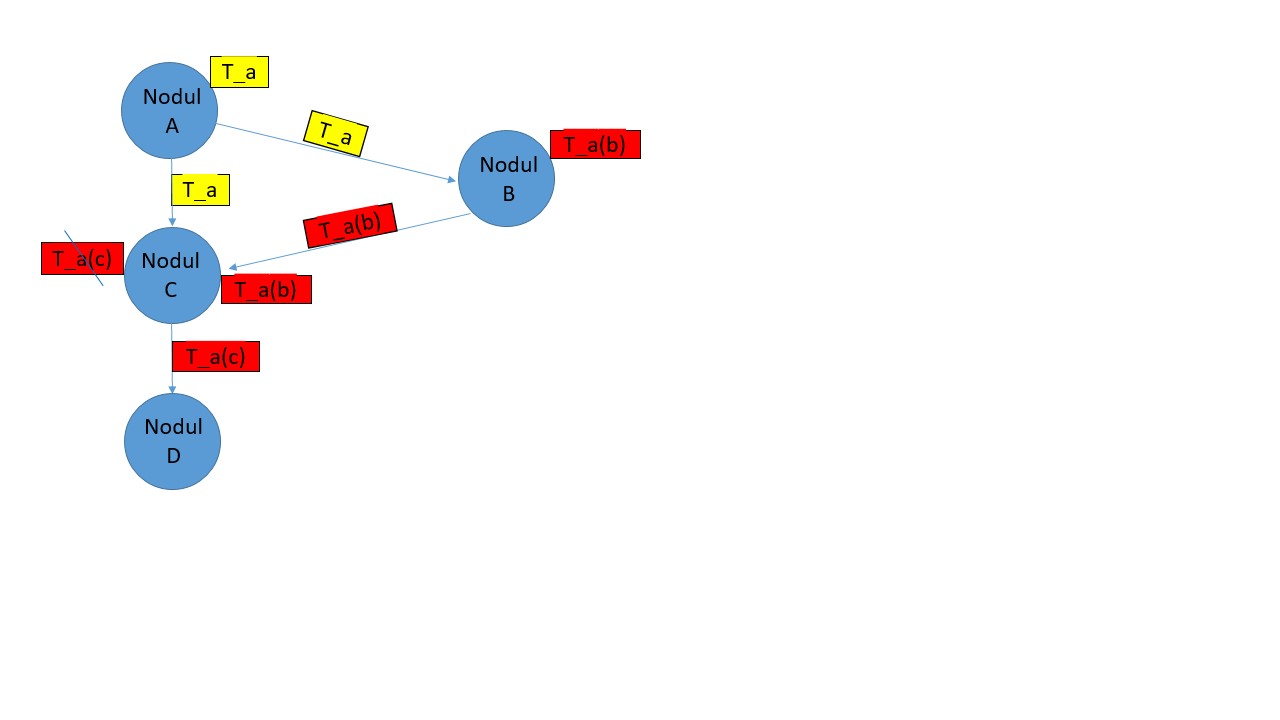 T_a
Nodul
A
T_a
T_a(b)
Nodul
B
T_a
T_a(b)
T_a(c)
Nodul
C
T_a(b)
T_a(c)
Nodul
D